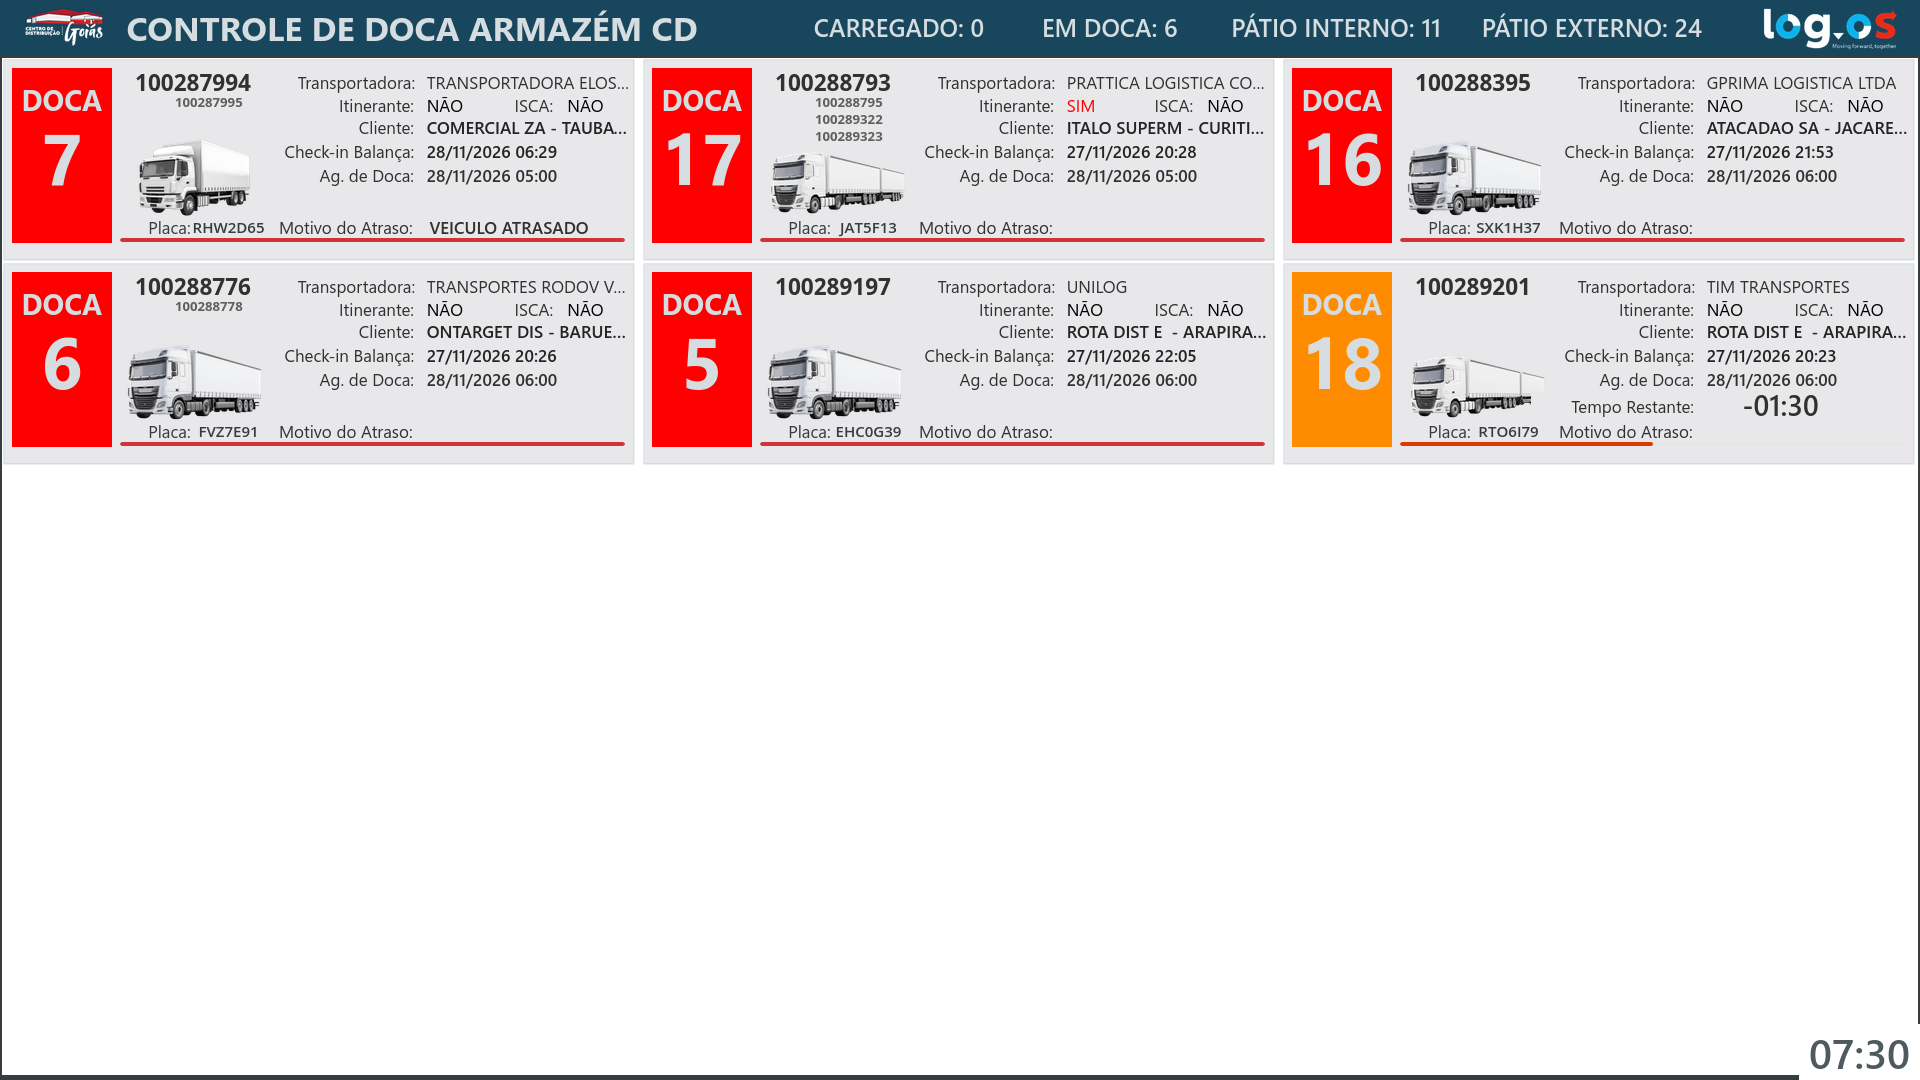 CENTRO DE DISTRIBUIÇÃO Goiás
CONTROLE DE DOCA ARMAZÉM CD
CARREGADO: 0
EM DOCA: 6
PÁTIO INTERNO: 11
PÁTIO EXTERNO: 24
log.os
Moving forward, together
DOCA
7
100287994
100287995
Transportadora: TRANSPORTADORA ELOS...
Itinerante: NÃO ISCA: NÃO
Cliente: COMERCIAL ZA - TAUBA...
Check-in Balança: 28/11/2026 06:29
Ag. de Doca: 28/11/2026 05:00
Placa: RHW2D65 Motivo do Atraso: VEICULO ATRASADO
DOCA
17
100288793
100288795
100289322
100289323
Transportadora: PRATTICA LOGISTICA CO...
Itinerante: SIM ISCA: NÃO
Cliente: ITALO SUPERM - CURITI...
Check-in Balança: 27/11/2026 20:28
Ag. de Doca: 28/11/2026 05:00
Placa: JAT5F13 Motivo do Atraso:
DOCA
16
100288395
Transportadora: GPRIMA LOGISTICA LTDA
Itinerante: NÃO ISCA: NÃO
Cliente: ATACADAO SA - JACARE...
Check-in Balança: 27/11/2026 21:53
Ag. de Doca: 28/11/2026 06:00
Placa: SXK1H37 Motivo do Atraso:
DOCA
6
100288776
100288778
Transportadora: TRANSPORTES RODOV V...
Itinerante: NÃO ISCA: NÃO
Cliente: ONTARGET DIS - BARUE...
Check-in Balança: 27/11/2026 20:26
Ag. de Doca: 28/11/2026 06:00
Placa: FVZ7E91 Motivo do Atraso:
DOCA
5
100289197
Transportadora: UNILOG
Itinerante: NÃO ISCA: NÃO
Cliente: ROTA DIST E - ARAPIRA...
Check-in Balança: 27/11/2026 22:05
Ag. de Doca: 28/11/2026 06:00
Placa: EHC0G39 Motivo do Atraso:
DOCA
18
100289201
Transportadora: TIM TRANSPORTES
Itinerante: NÃO ISCA: NÃO
Cliente: ROTA DIST E - ARAPIRA...
Check-in Balança: 27/11/2026 20:23
Ag. de Doca: 28/11/2026 06:00
Tempo Restante: -01:30
Placa: RTO6I79 Motivo do Atraso:
07:30